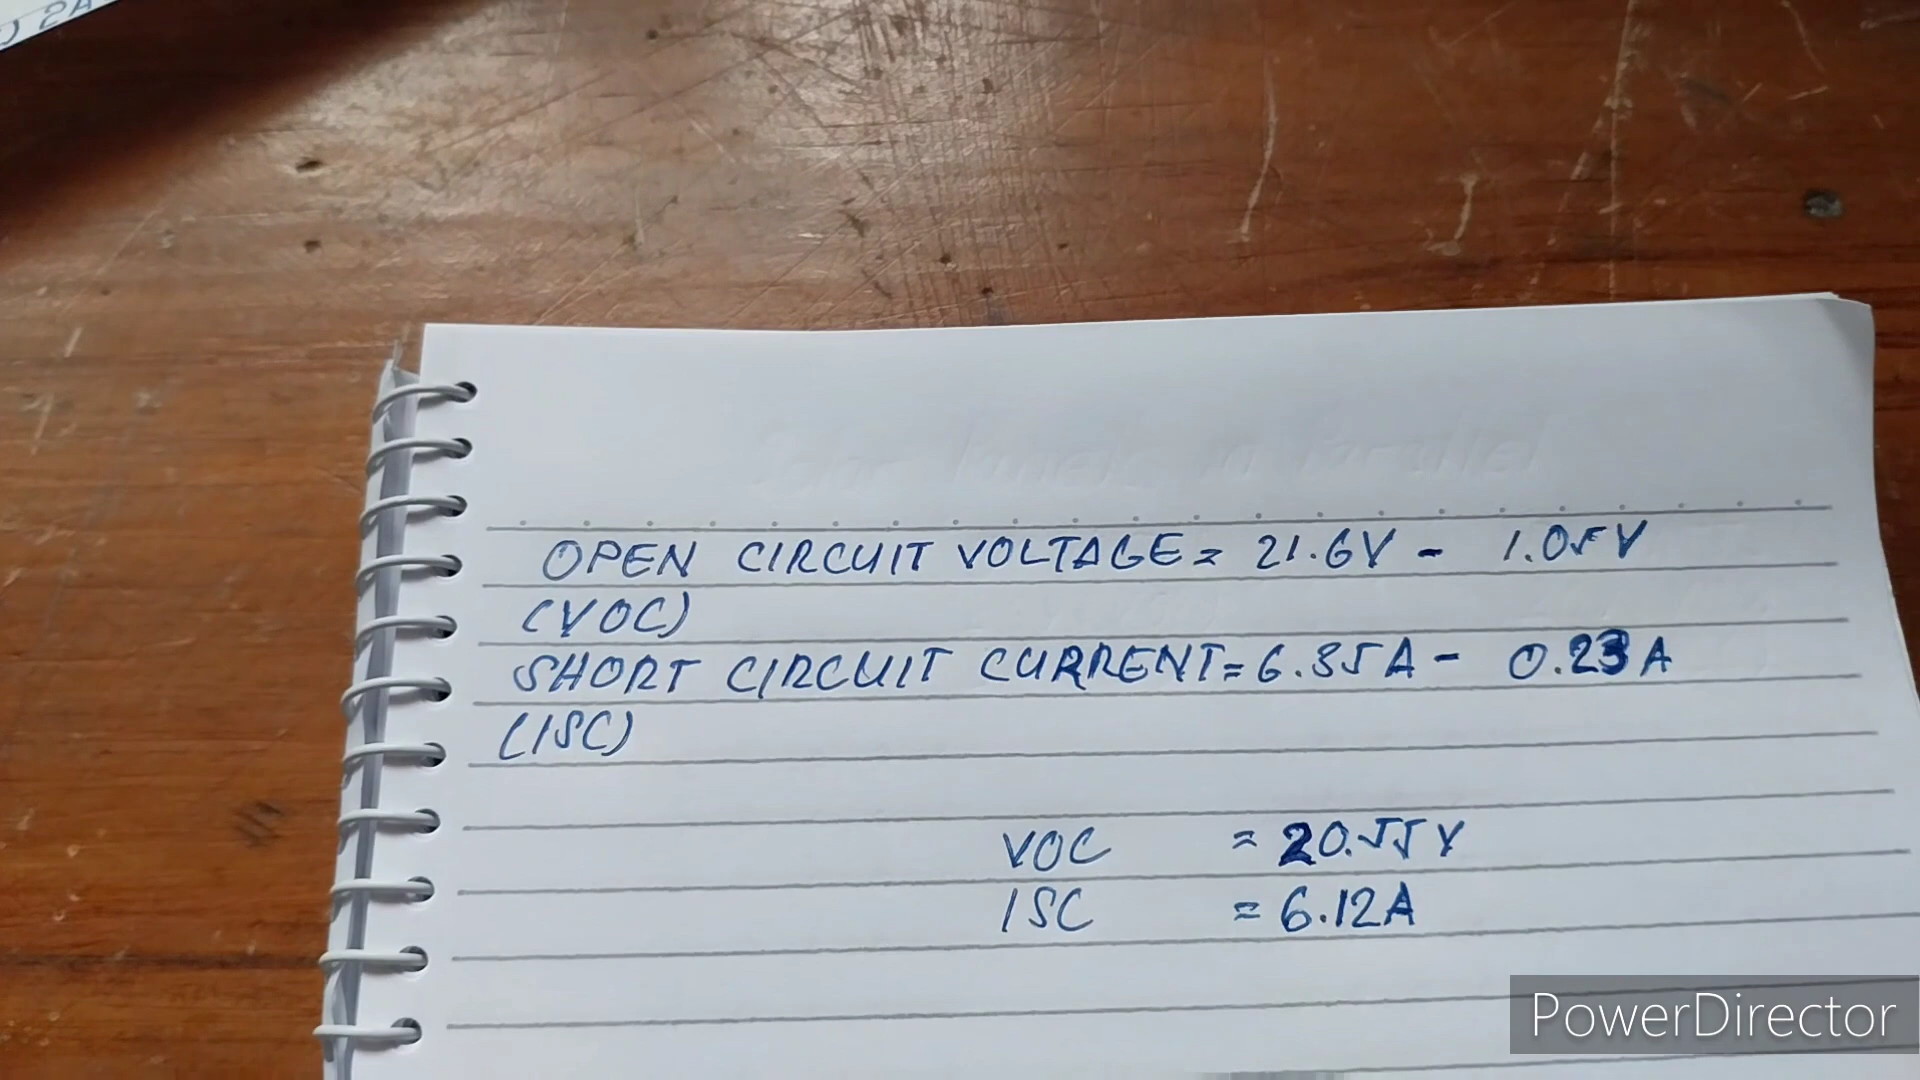 OPEN CIRCUIT VOLTAGE = 21.6V - 1.05V
(VOC)
SHORT CIRCUIT CURRENT = 6.35A - 0.23A
(ISC)
VOC = 20.55V
ISC = 6.12A
PowerDirector